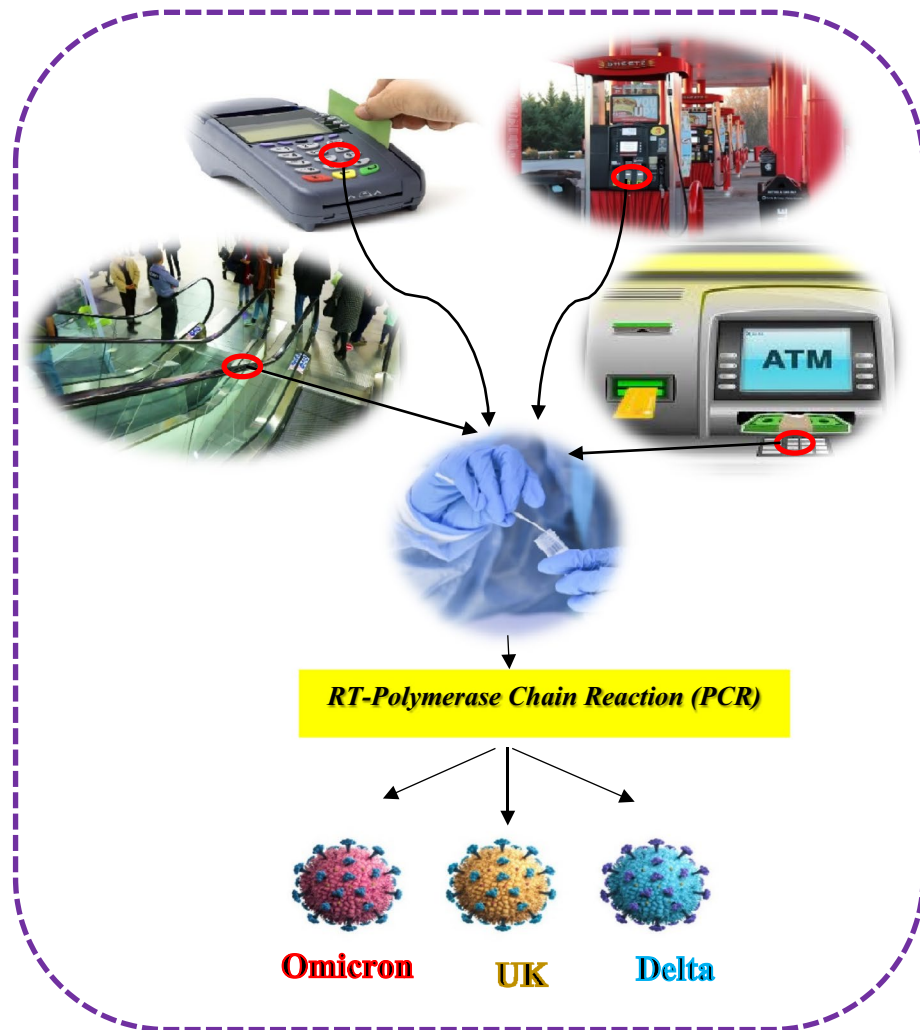 ATM
RT-Polymerase Chain Reaction (PCR)
Omicron
UK
Delta